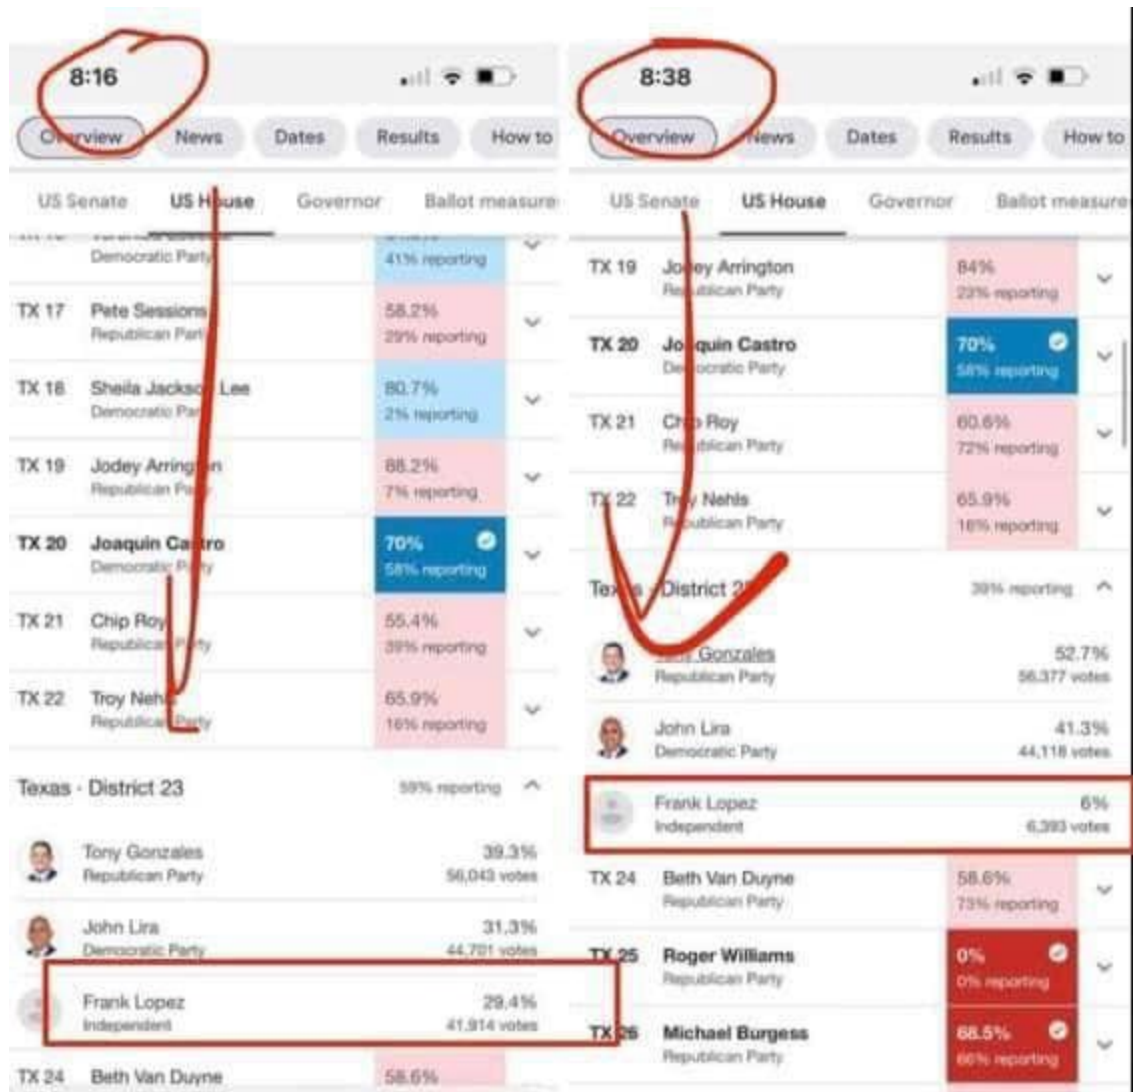 8:16
Overview News Dates Results How to
US Senate US House Governor Ballot measure
Democratic Party
41% reporting
TX 17 Pete Sessions 58.2%
Republican Party 29% reporting
TX 18 Sheila Jackson Lee 80.7%
Democratic Party 2% reporting
TX 19 Jodey Arrington 88.2%
Republican Party 7% reporting
TX 20 Joaquin Castro 70%
Democratic Party 58% reporting
TX 21 Chip Roy 55.4%
Republican Party 39% reporting
TX 22 Troy Nehls 65.9%
Republican Party 16% reporting
Texas - District 23 59% reporting
Tony Gonzales 39.3%
Republican Party 56,043 votes
John Lira 31.3%
Democratic Party 44,701 votes
Frank Lopez 29.4%
Independent 41,914 votes
TX 24 Beth Van Duyne 58.6%
8:38
Overview News Dates Results How to
US Senate US House Governor Ballot measure
TX 19 Jodey Arrington 84%
Republican Party 23% reporting
TX 20 Joaquin Castro 70%
Democratic Party 58% reporting
TX 21 Chip Roy 60.6%
Republican Party 72% reporting
TX 22 Troy Nehls 65.9%
Republican Party 16% reporting
Texas - District 23 39% reporting
Tony Gonzales 52.7%
Republican Party 56,377 votes
John Lira 41.3%
Democratic Party 44,118 votes
Frank Lopez 6%
Independent 6,393 votes
TX 24 Beth Van Duyne 58.6%
Republican Party 73% reporting
TX 25 Roger Williams 0%
Republican Party 0% reporting
TX 26 Michael Burgess 68.5%
Republican Party 66% reporting